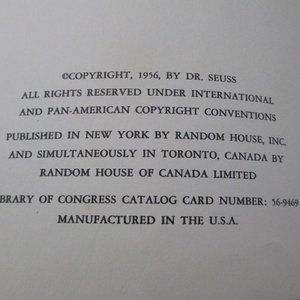 ©COPYRIGHT, 1956, BY DR. SEUSS
ALL RIGHTS RESERVED UNDER INTERNATIONAL
AND PAN-AMERICAN COPYRIGHT CONVENTIONS
PUBLISHED IN NEW YORK BY RANDOM HOUSE, INC.
AND SIMULTANEOUSLY IN TORONTO, CANADA BY
RANDOM HOUSE OF CANADA LIMITED
IBRARY OF CONGRESS CATALOG CARD NUMBER: 56-9469
MANUFACTURED IN THE U.S.A.